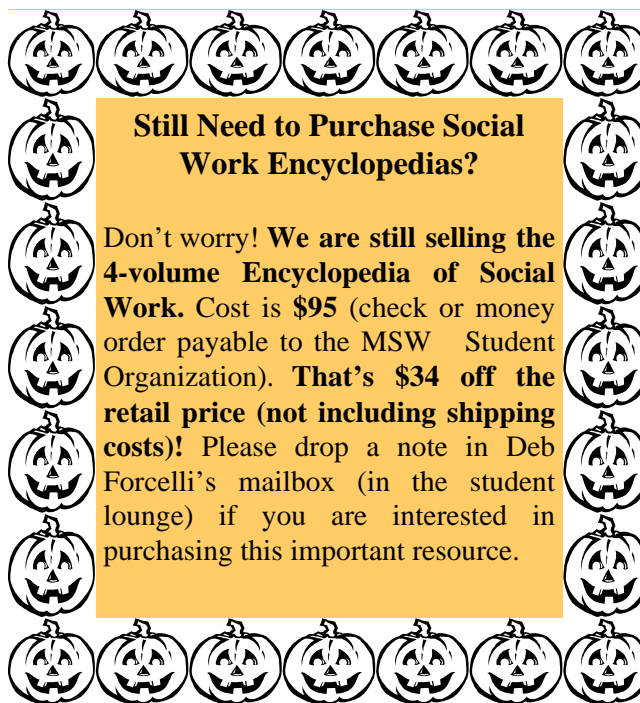 Still Need to Purchase Social
Work Encyclopedias?
Don’t worry! We are still selling the
4-volume Encyclopedia of Social
Work. Cost is $95 (check or money
order payable to the MSW Student
Organization). That’s $34 off the
retail price (not including shipping
costs)! Please drop a note in Deb
Forcelli’s mailbox (in the student
lounge) if you are interested in
purchasing this important resource.